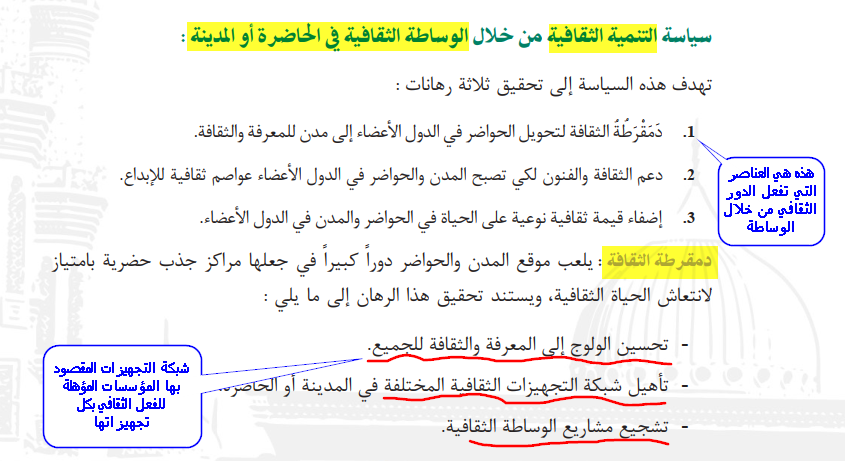 سياسة التنمية الثقافية من خلال الوساطة الثقافية في الحاضرة أو المدينة :
تهدف هذه السياسة إلى تحقيق ثلاثة رهانات :
1. دَمَقْرَطَةُ الثقافة لتحويل الحواضر في الدول الأعضاء إلى مدن للمعرفة والثقافة.
2. دعم الثقافة والفنون لكي تصبح المدن والحواضر في الدول الأعضاء عواصم ثقافية للإبداع.
3. إضفاء قيمة ثقافية نوعية على الحياة في الحواضر والمدن في الدول الأعضاء.
هذه هي العناصر
التي تفعل الدور
الثقافي من خلال
الوساطة
دمقرطة الثقافة : يلعب موقع المدن والحواضر دوراً كبيراً في جعلها مراكز جذب حضرية بامتياز
لانتعاش الحياة الثقافية، ويستند تحقيق هذا الرهان إلى ما يلي :
- تحسين الولوج إلى المعرفة والثقافة للجميع.
- تأهيل شبكة التجهيزات الثقافية المختلفة في المدينة أو الحاضرة.
- تشجيع مشاريع الوساطة الثقافية.
شبكة التجهيزات المقصود
بها المؤسسات المؤهلة
للفعل الثقافي بكل
تجهيزاتها